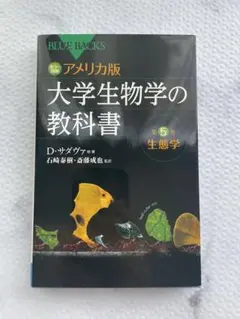 BLUE BACKS
カラー図解 アメリカ版
大学生物学の
教科書
第5巻
生態学
D・サダヴァ 他 著
石崎泰樹・斎藤成也 監訳